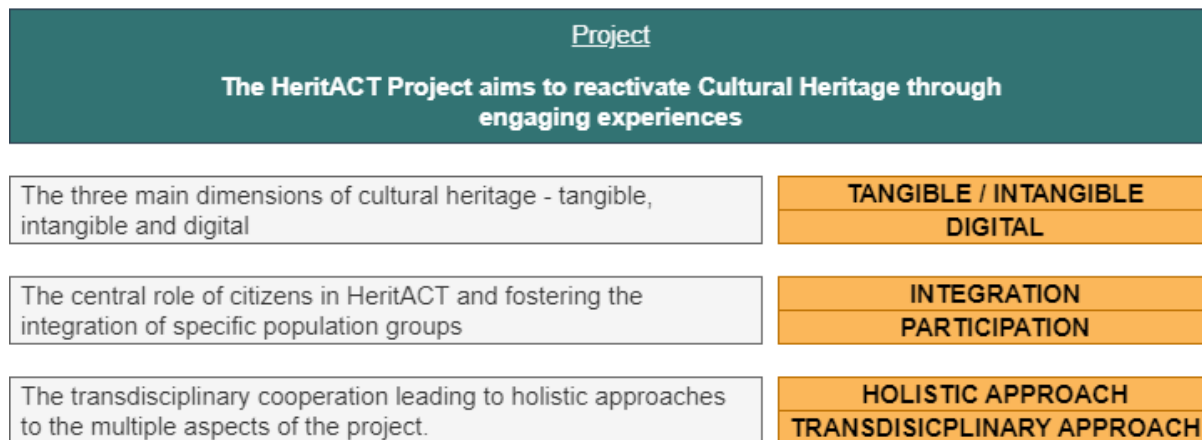 Project
The HeritACT Project aims to reactivate Cultural Heritage through
engaging experiences
The three main dimensions of cultural heritage - tangible,
intangible and digital
TANGIBLE / INTANGIBLE
DIGITAL
The central role of citizens in HeritACT and fostering the
integration of specific population groups
INTEGRATION
PARTICIPATION
The transdisciplinary cooperation leading to holistic approaches
to the multiple aspects of the project.
HOLISTIC APPROACH
TRANSDISICPLINARY APPROACH